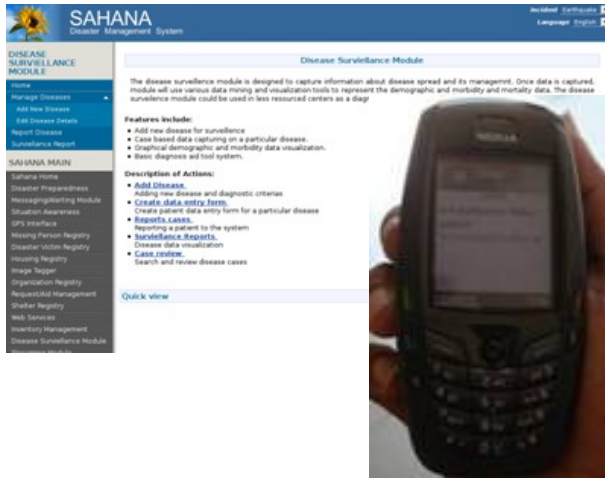 SAHANA
Disaster Management System
Incident Earthquake
Language English
DISEASE
SURVIELLANCE
MODULE
Home
Manage Diseases
Add New Disease
Edit Disease Details
Report Disease
Surviellance Report
SAHANA MAIN
Sahana Home
Disaster Preparedness
Messaging/Alerting Module
Situation Awareness
GPS Interface
Missing Person Registry
Disaster Victim Registry
Housing Registry
Image Tagger
Organization Registry
Request/Aid Management
Shelter Registry
Web Services
Inventory Management
Disease Surviellance Module
Disease Surviellance Module
The disease survellence module is designed to capture information about disease spread and its managemnt. Once data is captured,
module will use various data mining and visualization tools to represent the demographic and morbidity and mortality data. The disease
survelence module could be used in less resourced centers as a diagr
Features include:
Add new disease for surveillence
Case based data capturing on a particular disease.
Graphical demographic and morbidity data visualization.
Basic diagnosis aid tool system.
Description of Actions:
Add Disease
Adding new disease and diagnostic criterias
Create data entry form
Create patient data entry form for a particular disease
Reports cases
Reporting a patient to the system
Surviellance Reports
Disease data visualization
Case review
Search and review disease cases
Quick view
NOKIA